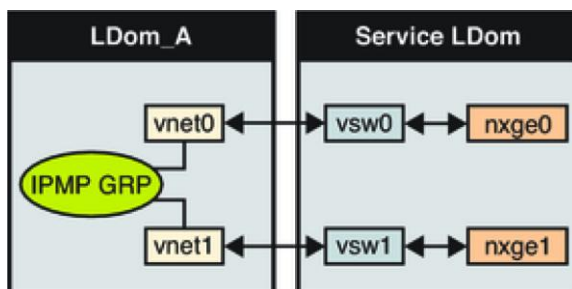 LDom_A
Service LDom
vnet0
vsw0
nxge0
IPMP GRP
vnet1
vsw1
nxge1